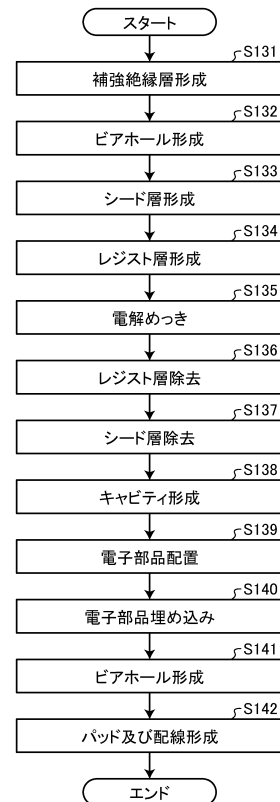 スタート
S131
補強絶縁層形成
S132
ビアホール形成
S133
シード層形成
S134
レジスト層形成
S135
電解めっき
S136
レジスト層除去
S137
シード層除去
S138
キャビティ形成
S139
電子部品配置
S140
電子部品埋め込み
S141
ビアホール形成
S142
パッド及び配線形成
エンド